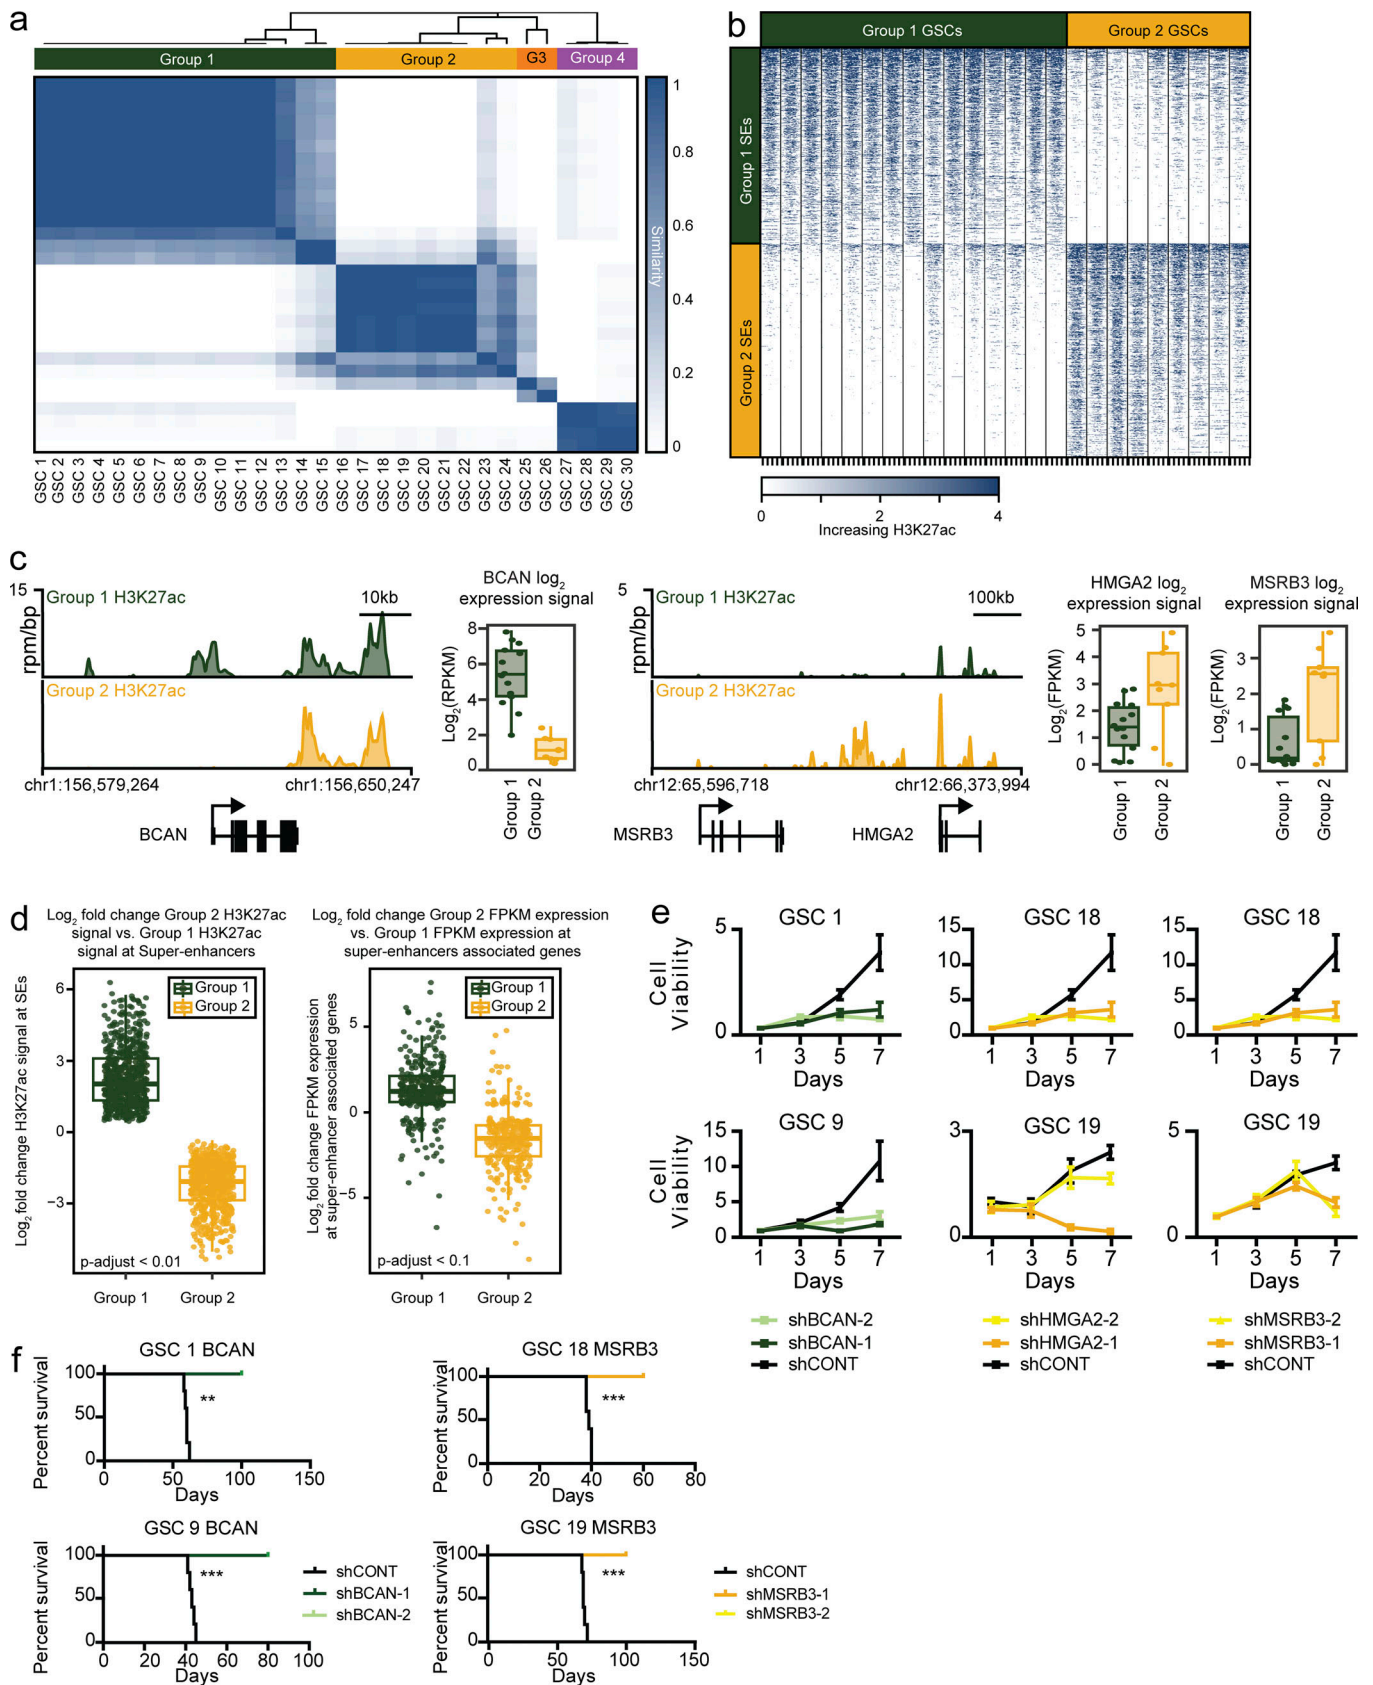 a
Group 1
Group 2
G3
Group 4
1
0.8
0.6
0.4
0.2
0
Similarity
GSC 1
GSC 2
GSC 3
GSC 4
GSC 5
GSC 6
GSC 7
GSC 8
GSC 9
GSC 10
GSC 11
GSC 12
GSC 13
GSC 14
GSC 15
GSC 16
GSC 17
GSC 18
GSC 19
GSC 20
GSC 21
GSC 22
GSC 23
GSC 24
GSC 25
GSC 26
GSC 27
GSC 28
GSC 29
GSC 30
b
Group 1 GSCs
Group 2 GSCs
Group 1 SEs
Group 2 SEs
0
2
4
Increasing H3K27ac
c
15
rpm/bp
Group 1 H3K27ac
10kb
Group 2 H3K27ac
chr1:156,579,264
chr1:156,650,247
BCAN
BCAN log2
expression signal
Log2(RPKM)
8
6
4
2
0
Group 1
Group 2
5
rpm/bp
Group 1 H3K27ac
100kb
Group 2 H3K27ac
chr12:65,596,718
chr12:66,373,994
MSRB3
HMGA2
HMGA2 log2
expression signal
Log2(FPKM)
5
4
3
2
1
0
Group 1
Group 2
MSRB3 log2
expression signal
Log2(FPKM)
3
2
1
0
Group 1
Group 2
d
Log2 fold change Group 2 H3K27ac
signal vs. Group 1 H3K27ac
signal at Super-enhancers
Log2 fold change H3K27ac signal at SEs
6
3
0
−3
Group 1
Group 2
p-adjust < 0.01
Group 1
Group 2
Log2 fold change Group 2 FPKM expression
vs. Group 1 FPKM expression at
super-enhancers associated genes
Log2 fold change FPKM expression
at super-enhancer associated genes
5
0
−5
Group 1
Group 2
p-adjust < 0.1
Group 1
Group 2
e
GSC 1
Cell
Viability
5
0
1 3 5 7
Days
GSC 18
15
10
5
0
1 3 5 7
Days
GSC 18
15
10
5
0
1 3 5 7
Days
GSC 9
Cell
Viability
15
10
5
0
1 3 5 7
Days
GSC 19
3
0
1 3 5 7
Days
GSC 19
5
0
1 3 5 7
Days
shBCAN-2
shBCAN-1
shCONT
shHMGA2-2
shHMGA2-1
shCONT
shMSRB3-2
shMSRB3-1
shCONT
f
GSC 1 BCAN
Percent survival
100
50
0
**
0 50 100 150
Days
GSC 18 MSRB3
Percent survival
100
50
0
***
0 20 40 60 80
Days
GSC 9 BCAN
Percent survival
100
50
0
***
0 20 40 60 80 100
Days
shCONT
shBCAN-1
shBCAN-2
GSC 19 MSRB3
Percent survival
100
50
0
***
0 50 100 150
Days
shCONT
shMSRB3-1
shMSRB3-2